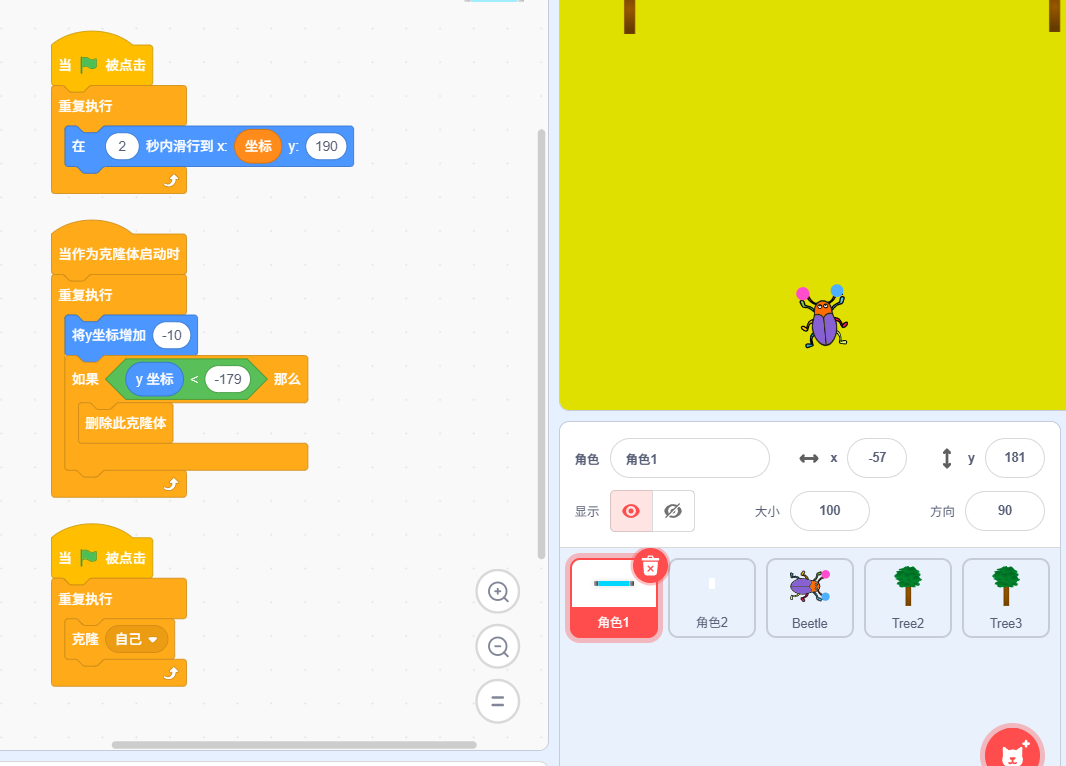 当 被点击
重复执行
在 2 秒内滑行到 x: 坐标 y: 190
当作为克隆体启动时
重复执行
将y坐标增加 -10
如果 y 坐标 < -179 那么
删除此克隆体
当 被点击
重复执行
克隆 自己
角色 角色1 x -57 y 181
显示 大小 100 方向 90
角色1 角色2 Beetle Tree2 Tree3